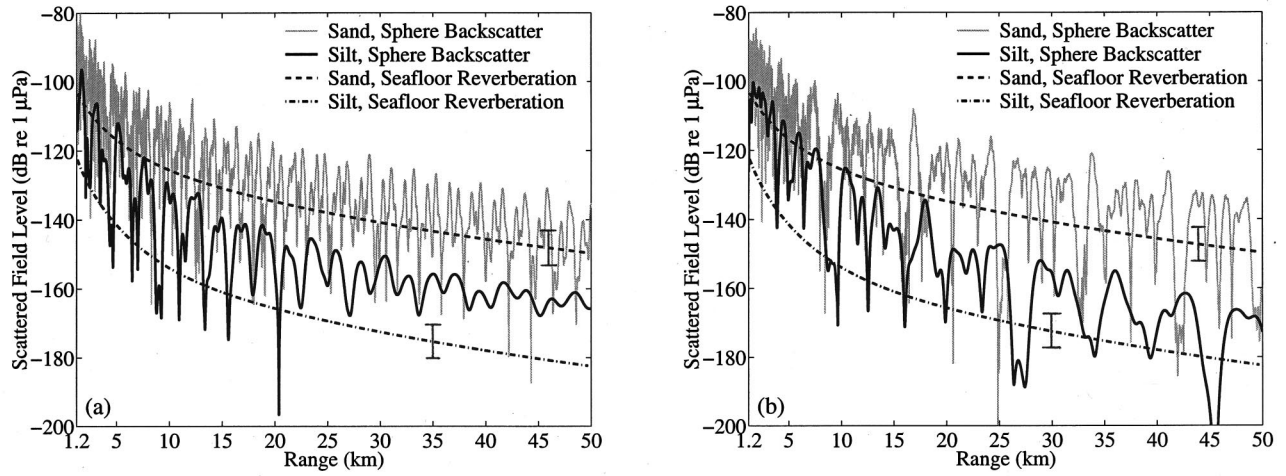 Sand, Sphere Backscatter
Silt, Sphere Backscatter
Sand, Seafloor Reverberation
Silt, Seafloor Reverberation
Scattered Field Level (dB re 1 μPa)
−80
−100
−120
−140
−160
−180
−200
(a)
1.2 5 10 15 20 25 30 35 40 45 50
Range (km)
Sand, Sphere Backscatter
Silt, Sphere Backscatter
Sand, Seafloor Reverberation
Silt, Seafloor Reverberation
Scattered Field Level (dB re 1 μPa)
−80
−100
−120
−140
−160
−180
−200
(b)
1.2 5 10 15 20 25 30 35 40 45 50
Range (km)